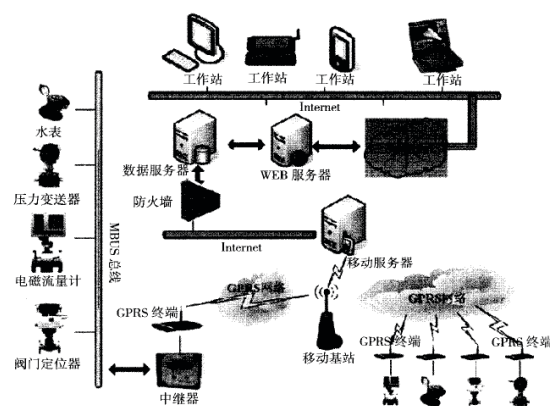 工作站
工作站
工作站
工作站
Internet
水表
数据服务器
WEB 服务器
压力变送器
防火墙
MBUS 总线
Internet
移动服务器
电磁流量计
GPRS网络
GPRS网络
GPRS 终端
GPRS 终端
GPRS 终端
移动基站
阀门定位器
中继器